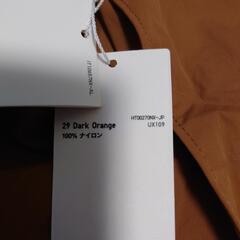 29 Dark Orange
100% ナイロン
HT00270NX-JP
UX109